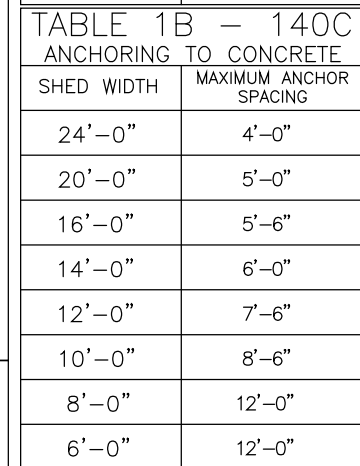 TABLE 1B – 140C
ANCHORING TO CONCRETE
SHED WIDTH MAXIMUM ANCHOR SPACING
24'–0" 4'–0"
20'–0" 5'–0"
16'–0" 5'–6"
14'–0" 6'–0"
12'–0" 7'–6"
10'–0" 8'–6"
8'–0" 12'–0"
6'–0" 12'–0"